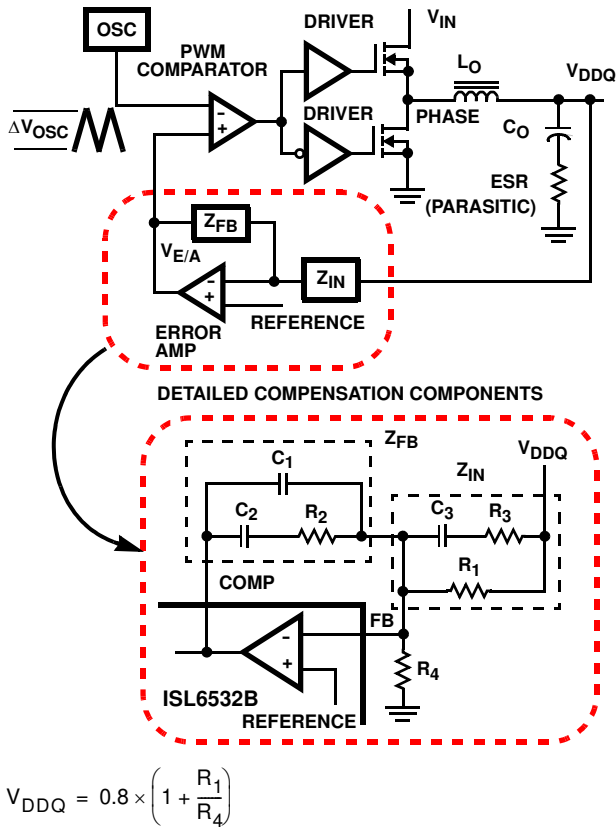 OSC
DRIVER
V_IN
PWM
COMPARATOR
L_O
V_DDQ
DRIVER
ΔV_OSC
-
+
PHASE
C_O
ESR
(PARASITIC)
Z_FB
V_E/A
-
+
Z_IN
REFERENCE
ERROR
AMP
DETAILED COMPENSATION COMPONENTS
Z_FB
V_DDQ
C_1
Z_IN
C_2
R_2
C_3
R_3
R_1
COMP
FB
-
+
R_4
ISL6532B
REFERENCE
V_DDQ = 0.8 × (1 + R_1/R_4)